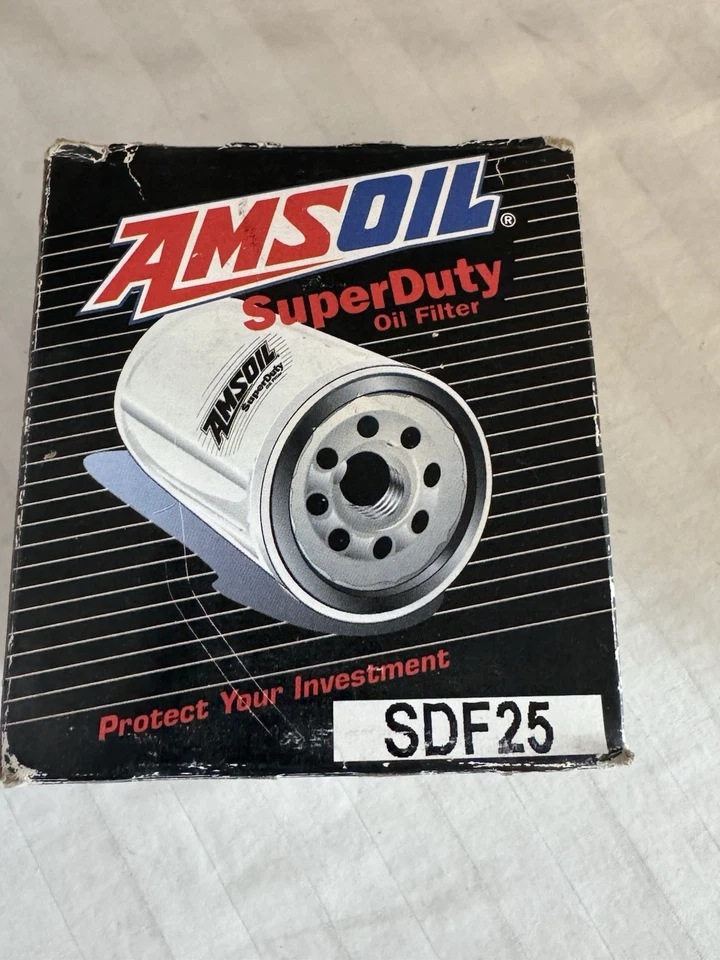 AMSOIL®
SuperDuty
Oil Filter
AMSOIL
SuperDuty
Protect Your Investment
SDF25